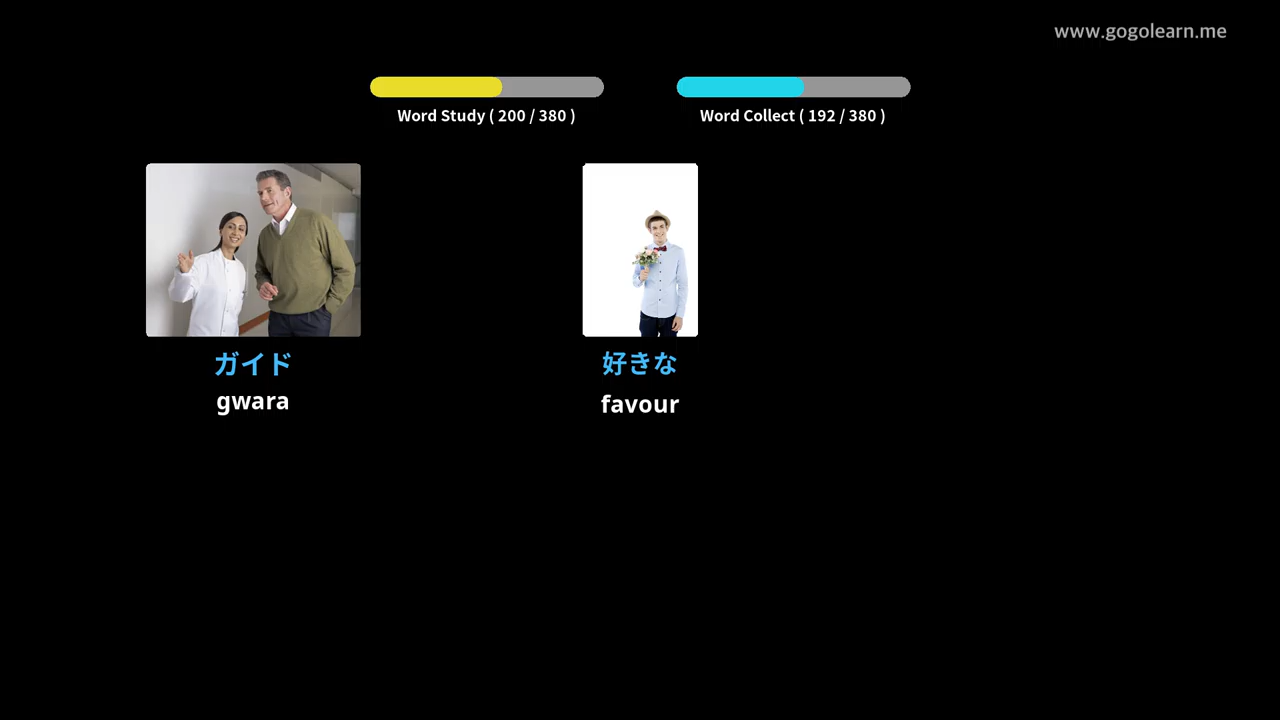 www.gogolearn.me
Word Study ( 200 / 380 )
Word Collect ( 192 / 380 )
ガイド
gwara
好きな
favour